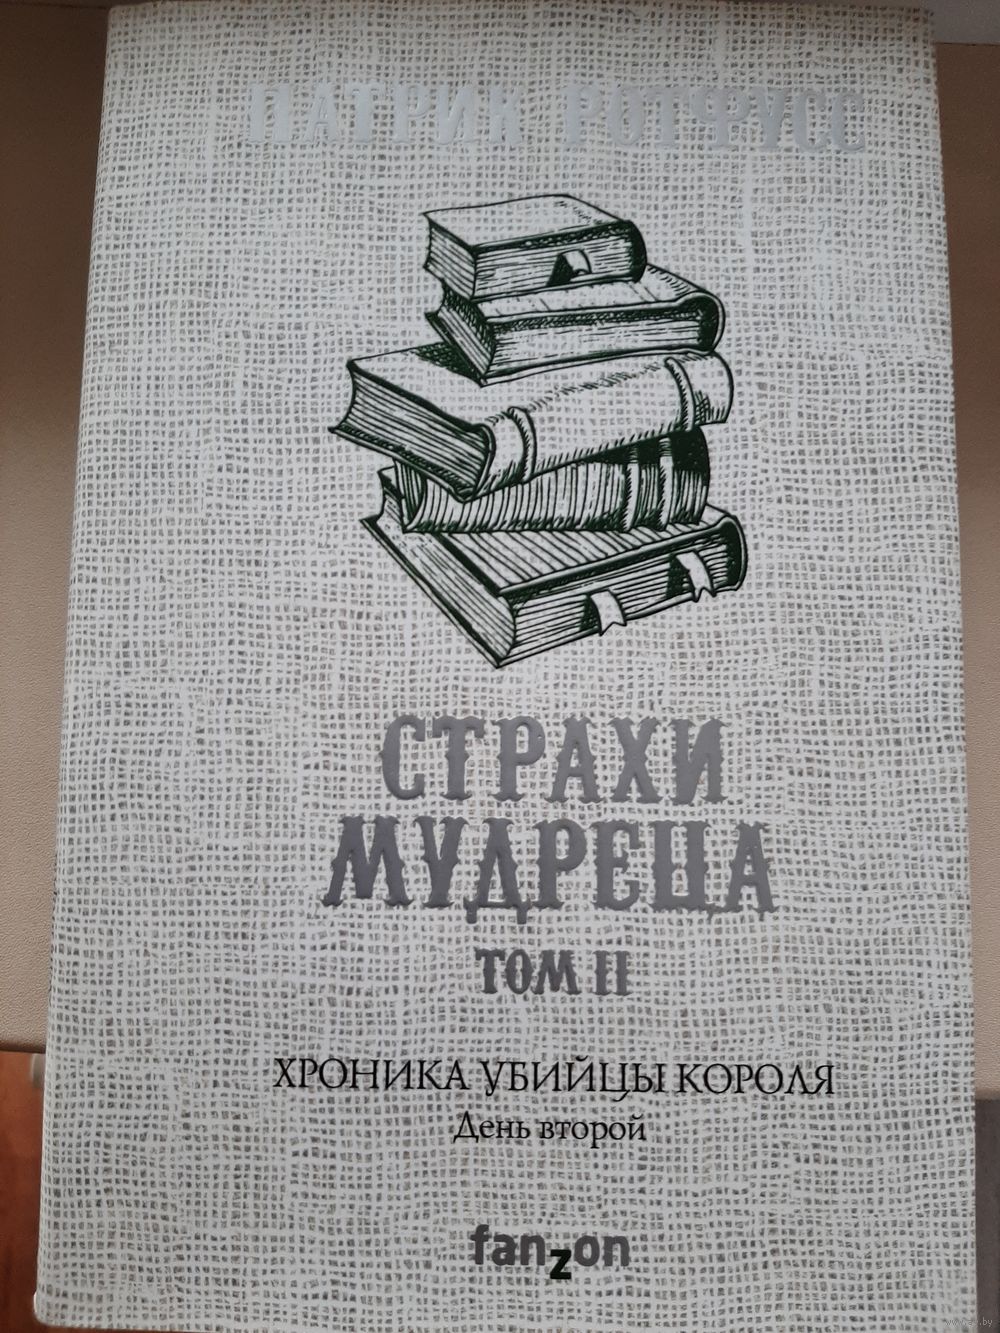 ПАТРИК РОТФУСС
СТРАХИ
МУДРЕЦА
ТОМ II
ХРОНИКА УБИЙЦЫ КОРОЛЯ
День второй
fanzon